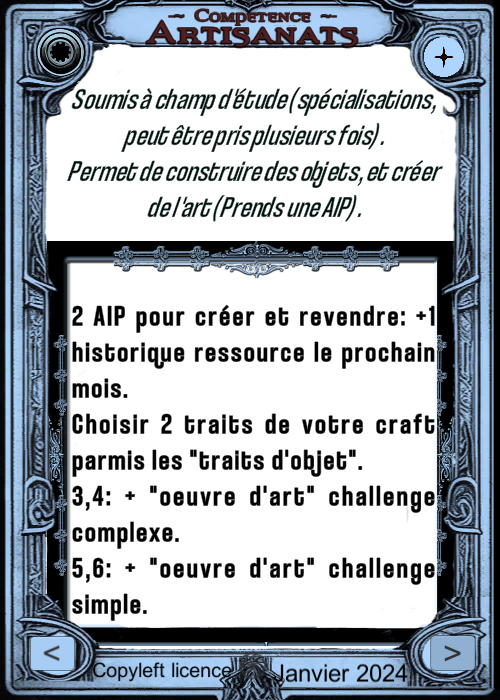 ~ Competence ~
Artisanats
Soumis à champ d'étude (spécialisations,
peut être pris plusieurs fois).
Permet de construire des objets, et créer
de l'art (Prends une AIP).
2 AIP pour créer et revendre: +1
historique ressource le prochain
mois.
Choisir 2 traits de votre craft
parmis les "traits d'objet".
3,4: + "oeuvre d'art" challenge
complexe.
5,6: + "oeuvre d'art" challenge
simple.
< >
Copyleft licence Janvier 2024